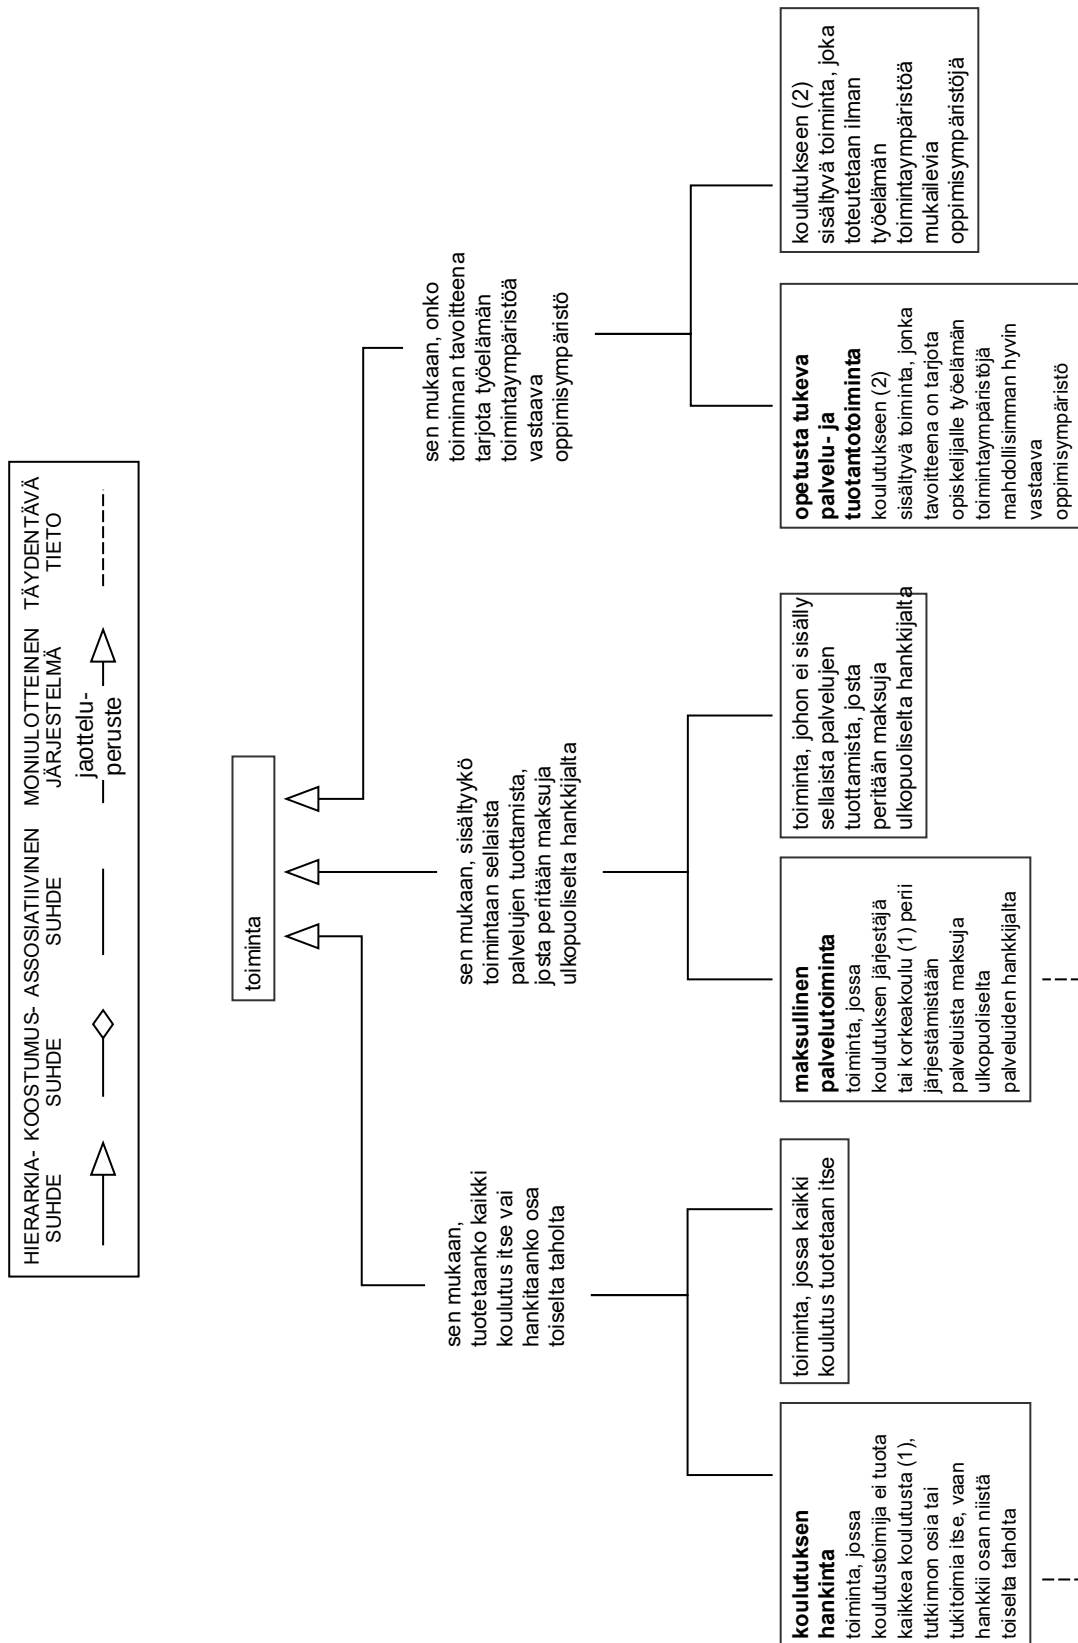 HIERARKIA- KOOSTUMUS- ASSOSIATIIVINEN MONIULOTTEINEN TÄYDENTÄVÄ
SUHDE SUHDE SUHDE JÄRJESTELMÄ TIETO
jaottelu-
peruste
toiminta
sen mukaan,
tuotetaanko kaikki
koulutus itse vai
hankitaanko osa
toiselta taholta
sen mukaan, sisältyykö
toimintaan sellaista
palvelujen tuottamista,
josta peritään maksuja
ulkopuoliselta hankkijalta
sen mukaan, onko
toiminnan tavoitteena
tarjota työelämän
toimintaympäristöä
vastaava
oppimisympäristö
koulutuksen
hankinta
toiminta, jossa
koulutustoimija ei tuota
kaikkea koulutusta (1),
tutkinnon osia tai
tukitoimia itse, vaan
hankkii osan niistä
toiselta taholta
toiminta, jossa kaikki
koulutus tuotetaan itse
maksullinen
palvelutoiminta
toiminta, jossa
koulutuksen järjestäjä
tai korkeakoulu (1) perii
järjestämistään
palveluista maksuja
ulkopuoliselta
palveluiden hankkijalta
toiminta, johon ei sisälly
sellaista palvelujen
tuottamista, josta
peritään maksuja
ulkopuoliselta hankkijalta
opetusta tukeva
palvelu- ja
tuotantotoiminta
koulutukseen (2)
sisältyvä toiminta, jonka
tavoitteena on tarjota
opiskelijalle työelämän
toimintaympäristöjä
mahdollisimman hyvin
vastaava
oppimisympäristö
koulutukseen (2)
sisältyvä toiminta, joka
toteutetaan ilman
työelämän
toimintaympäristöä
mukailevia
oppimisympäristöjä